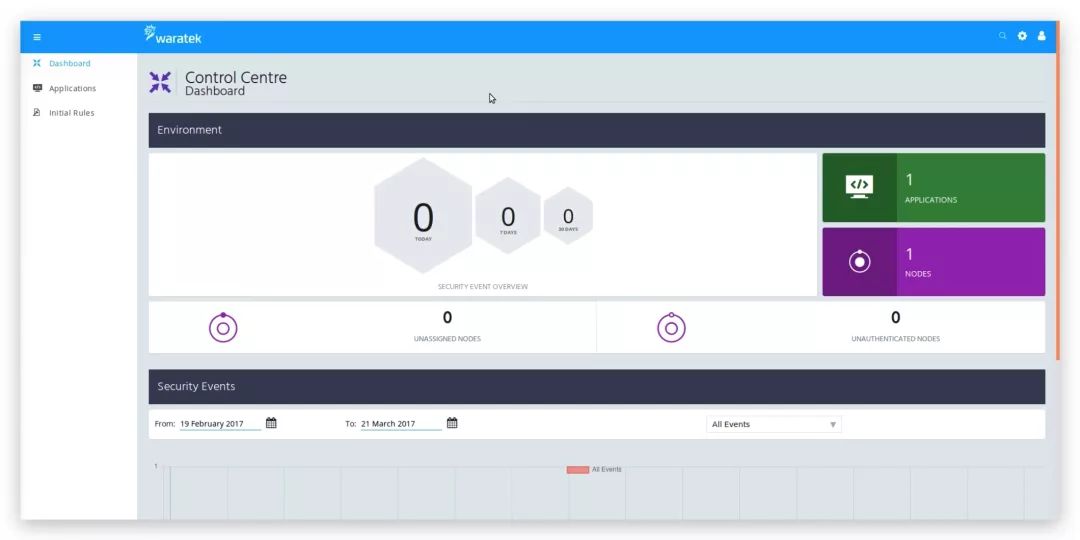 waratek
Dashboard
Applications
Initial Rules
Control Centre
Dashboard
Environment
0
TODAY
0
7 DAYS
0
30 DAYS
SECURITY EVENT OVERVIEW
1
APPLICATIONS
1
NODES
0
UNASSIGNED NODES
0
UNAUTHENTICATED NODES
Security Events
From: 19 February 2017
To: 21 March 2017
All Events
1
All Events